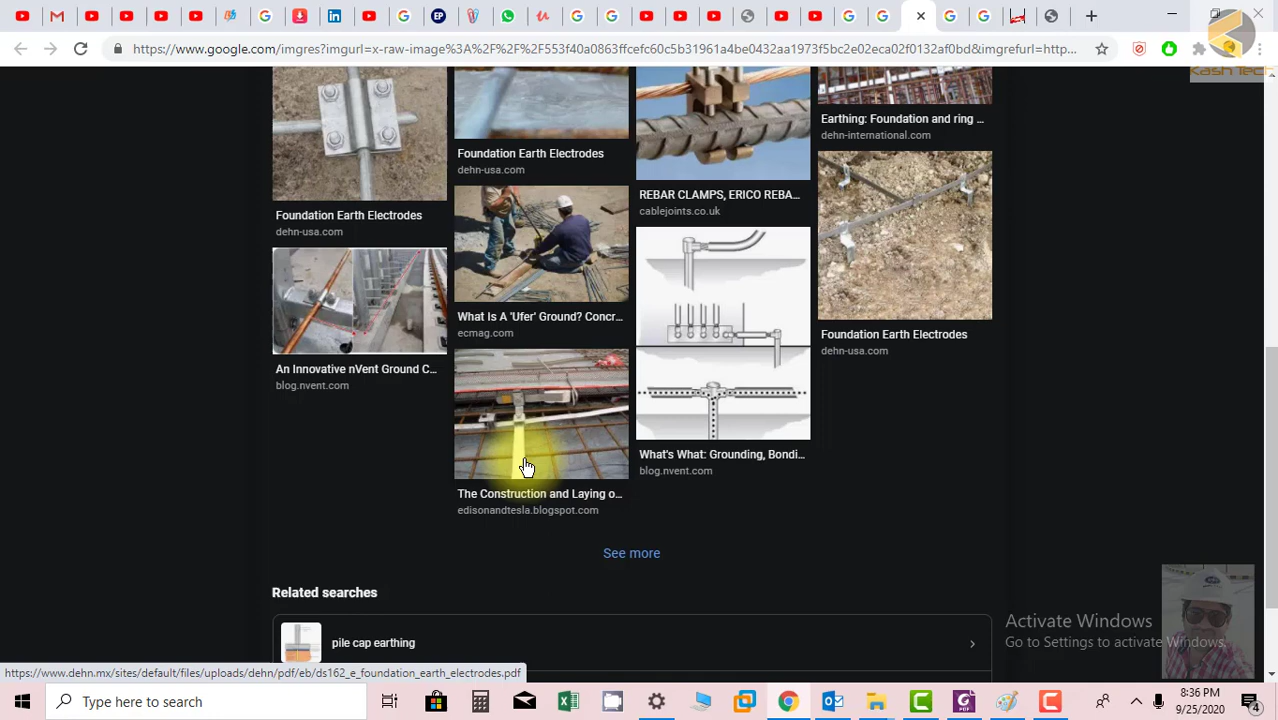 https://www.google.com/imgres?imgurl=x-raw-image%3A%2F%2F%2F553f40a0863ffcefc60c5b31961a4be0432aa1973f5bc2e02eca02f0132af0bd&imgrefurl=http...
Kash Tech
Foundation Earth Electrodes
dehn-usa.com
An Innovative nVent Ground C...
blog.nvent.com
Foundation Earth Electrodes
dehn-usa.com
What Is A 'Ufer' Ground? Concr...
ecmag.com
The Construction and Laying o...
edisonandtesla.blogspot.com
REBAR CLAMPS, ERICO REBA...
cablejoints.co.uk
What's What: Grounding, Bondi...
blog.nvent.com
Earthing: Foundation and ring ...
dehn-international.com
Foundation Earth Electrodes
dehn-usa.com
See more
Related searches
pile cap earthing
Activate Windows
Go to Settings to activate Windows.
https://www.dehn.mx/sites/default/files/uploads/dehn/pdf/eb/ds162_e_foundation_earth_electrodes.pdf
Type here to search
8:36 PM
9/25/2020
4